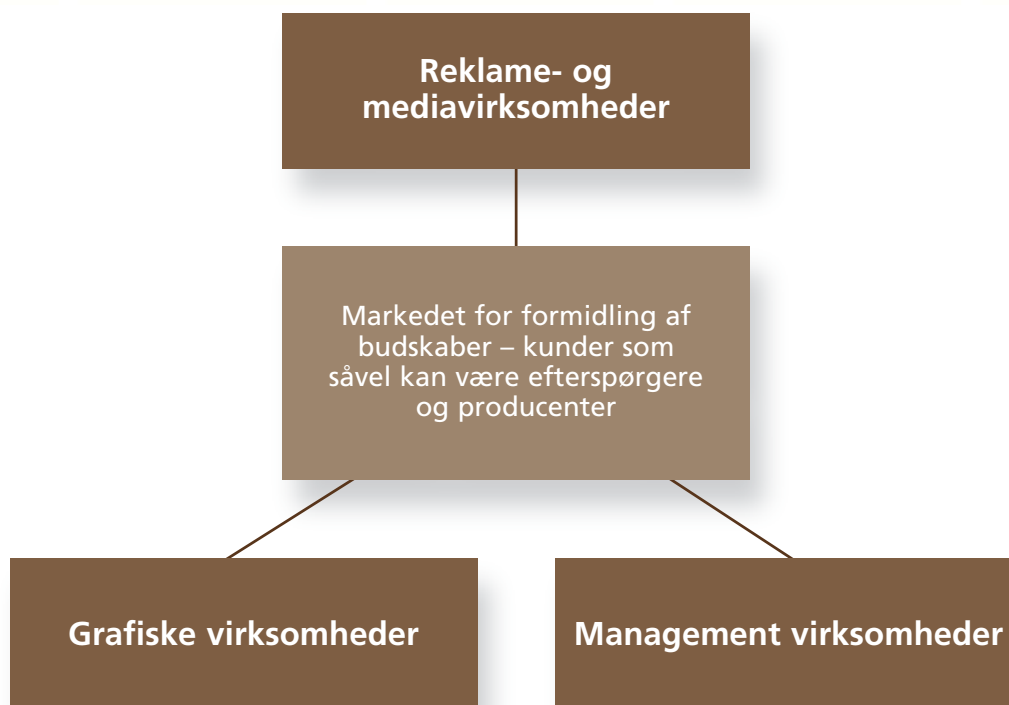 Reklame- og
mediavirksomheder
Markedet for formidling af
budskaber – kunder som
såvel kan være efterspørgere
og producenter
Grafiske virksomheder
Management virksomheder